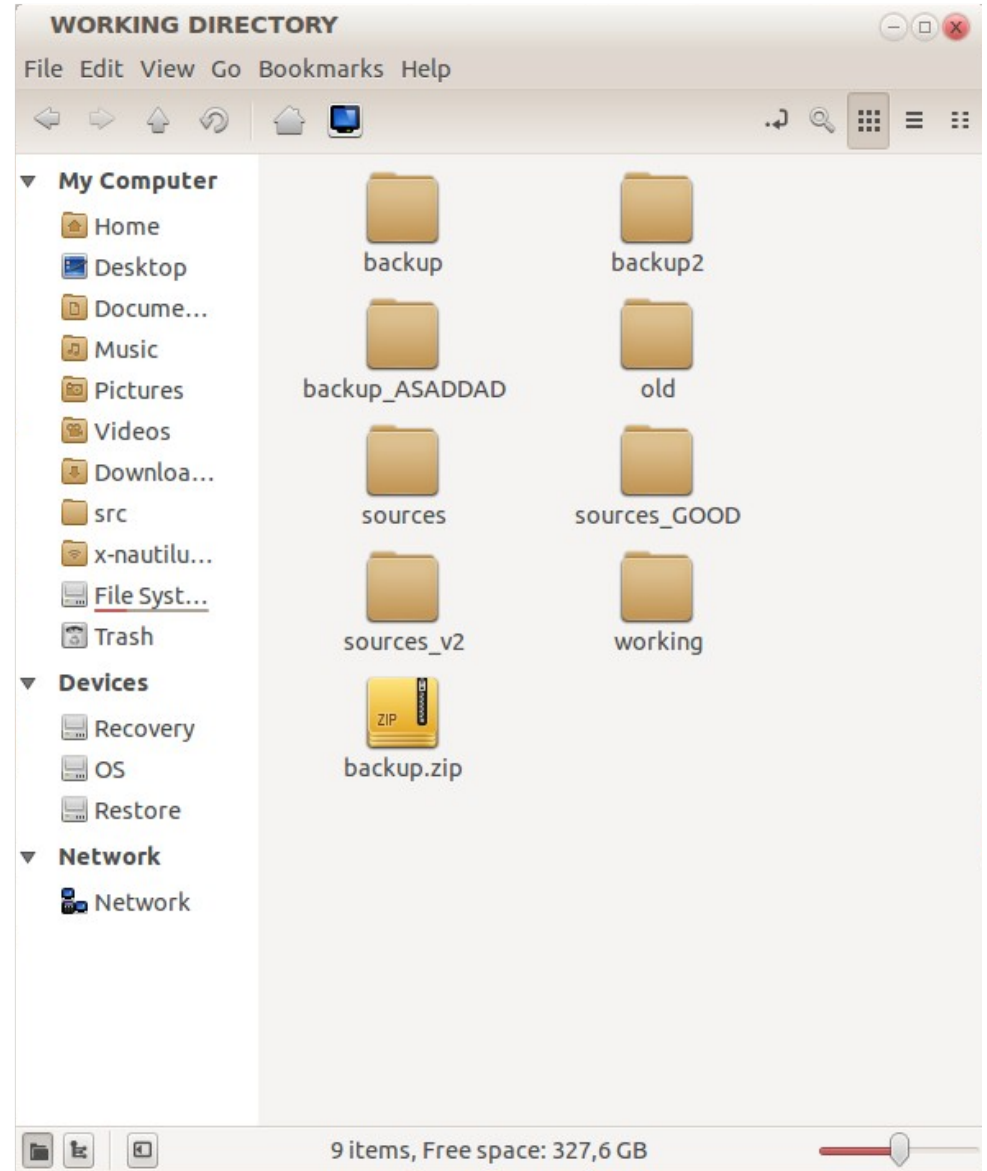 WORKING DIRECTORY
File Edit View Go Bookmarks Help
My Computer
Home
Desktop
Docume...
Music
Pictures
Videos
Downloa...
src
x-nautilu...
File Syst...
Trash
Devices
Recovery
OS
Restore
Network
Network
backup
backup2
backup_ASADDAD
old
sources
sources_GOOD
sources_v2
working
ZIP
backup.zip
9 items, Free space: 327,6 GB